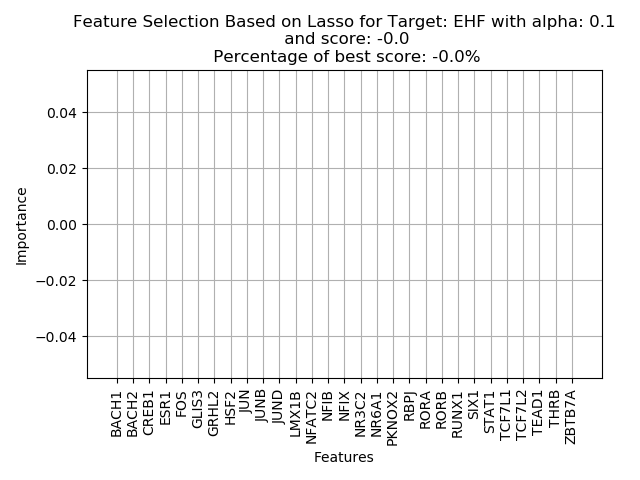 Feature Selection Based on Lasso for Target: EHF with alpha: 0.1
and score: -0.0
Percentage of best score: -0.0%
0.04
0.02
0.00
−0.02
−0.04
Importance
BACH1
BACH2
CREB1
ESR1
FOS
GLIS3
GRHL2
HSF2
JUN
JUNB
JUND
LMX1B
NFATC2
NFIB
NFIX
NR3C2
NR6A1
PKNOX2
RBPJ
RORA
RORB
RUNX1
SIX1
STAT1
TCF7L1
TCF7L2
TEAD1
THRB
ZBTB7A
Features